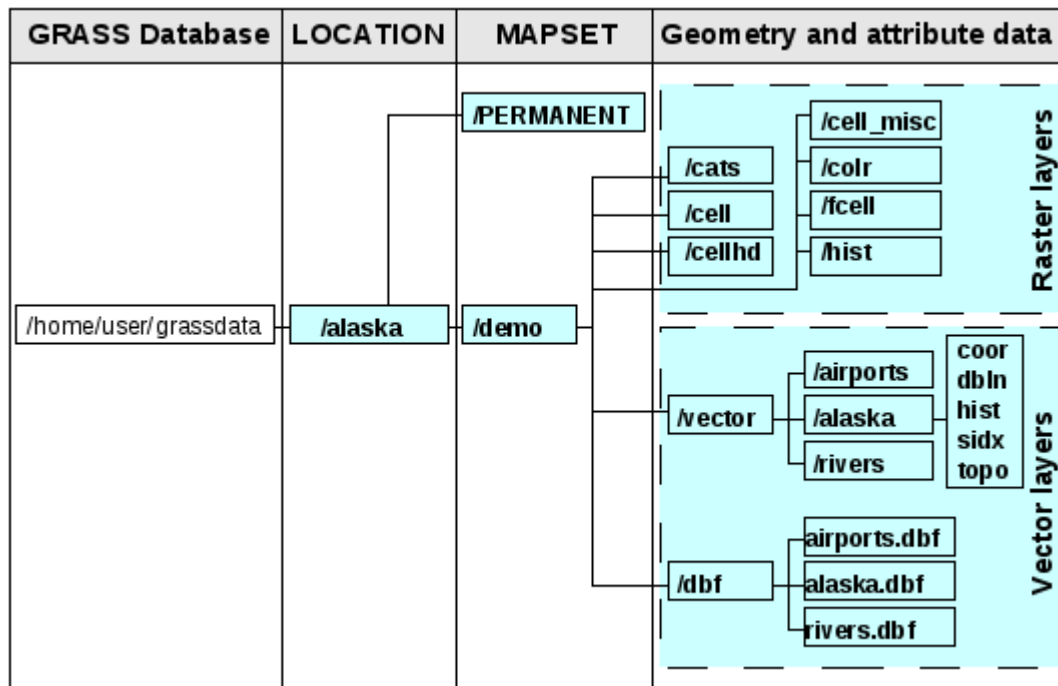 GRASS Database
LOCATION
MAPSET
Geometry and attribute data
/PERMANENT
/cell_misc
/cats
/colr
/cell
/fcell
/cellhd
/hist
Raster layers
/home/user/grassdata
/alaska
/demo
/vector
/airports
/alaska
/rivers
coor
dbln
hist
sidx
topo
/dbf
airports.dbf
alaska.dbf
rivers.dbf
Vector layers